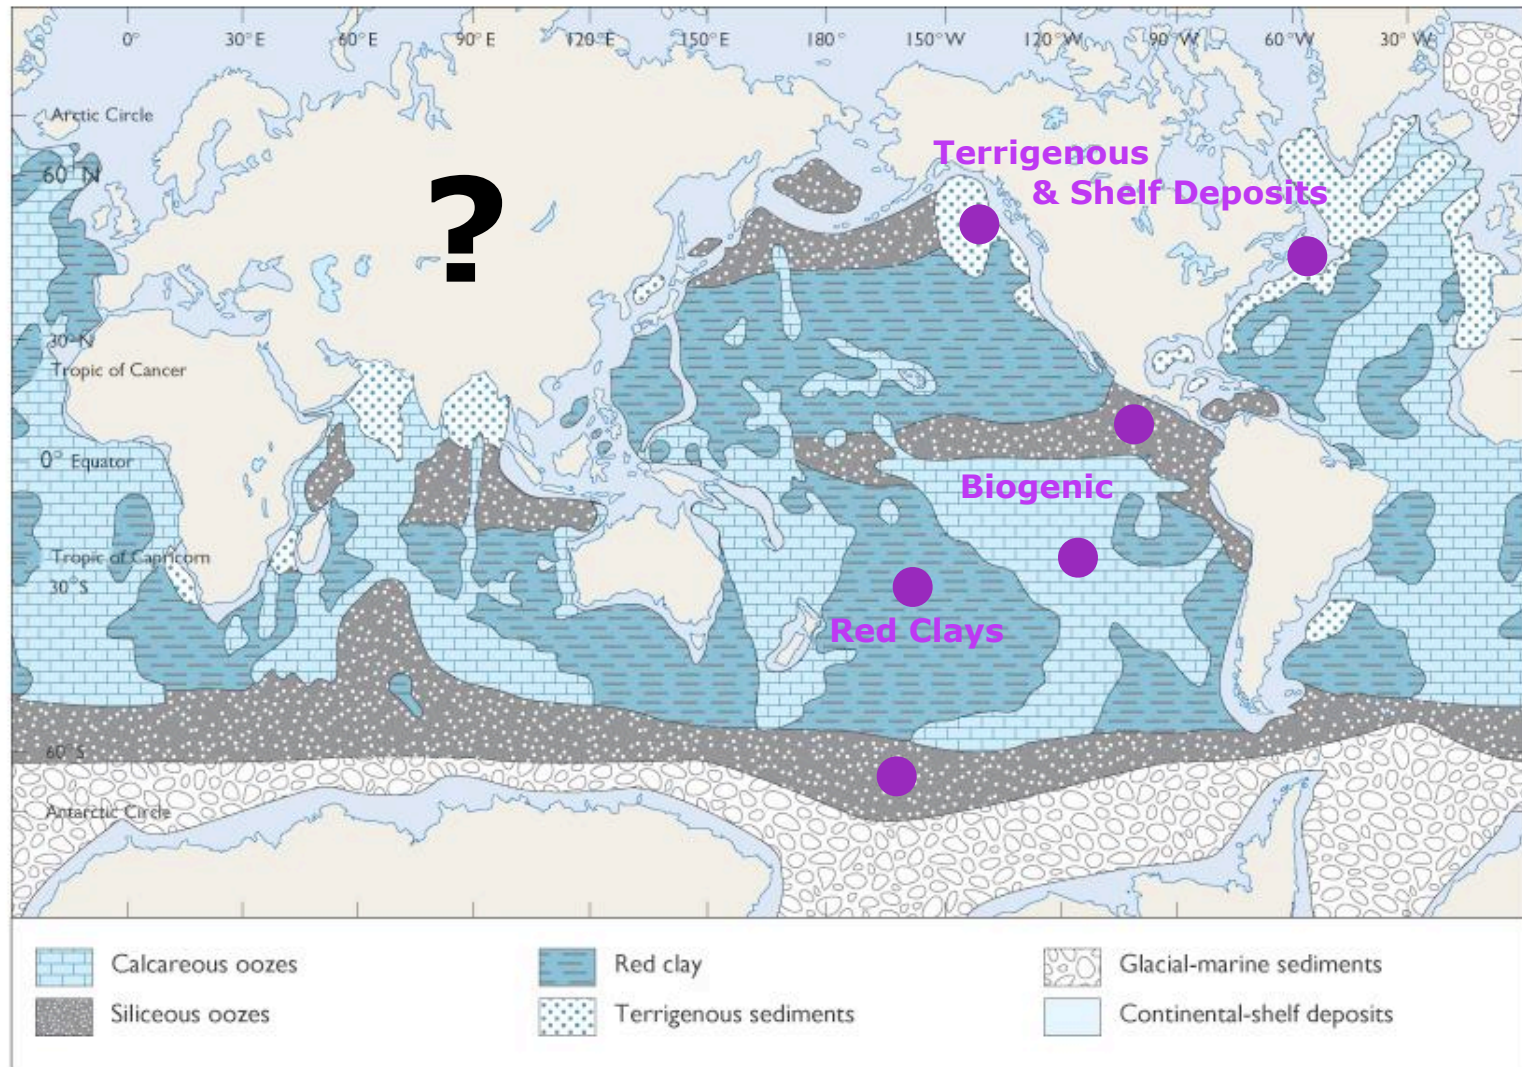 0°
30°E
60°E
90°E
120°E
150°E
180°
150°W
120°W
90°W
60°W
30°W
Arctic Circle
Terrigenous
& Shelf Deposits
60°N
?
30°N
Tropic of Cancer
0° Equator
Biogenic
Tropic of Capricorn
30°S
Red Clays
60°S
Antarctic Circle
Calcareous oozes
Red clay
Glacial-marine sediments
Siliceous oozes
Terrigenous sediments
Continental-shelf deposits